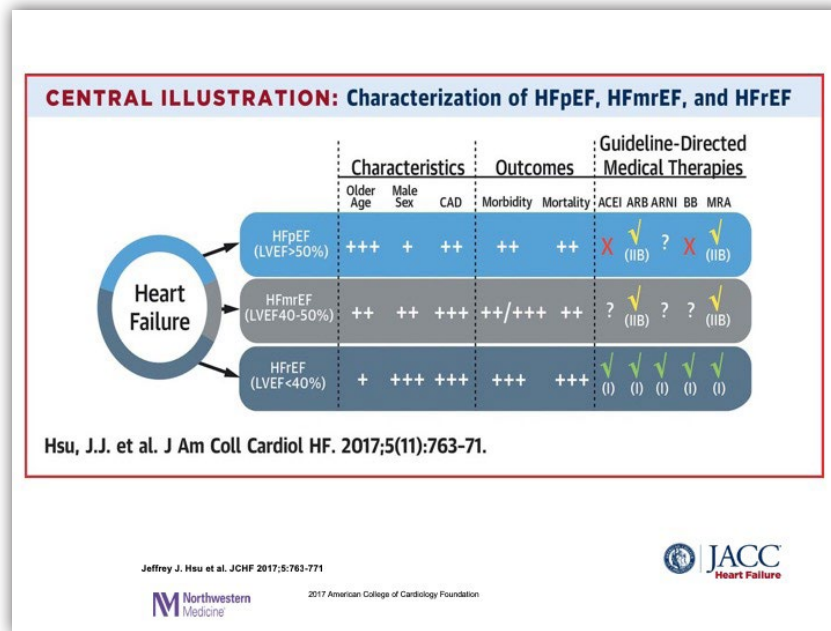 CENTRAL ILLUSTRATION: Characterization of HFpEF, HFmrEF, and HFrEF
Characteristics Outcomes Guideline-Directed Medical Therapies
Older Age Male Sex CAD Morbidity Mortality ACEI ARB ARNI BB MRA
Heart Failure
HFpEF (LVEF>50%) +++ + ++ ++ ++ X √ (IIB) ? X √ (IIB)
HFmrEF (LVEF40-50%) ++ ++ +++ ++/+++ ++ ? √ (IIB) ? ? √ (IIB)
HFrEF (LVEF<40%) + +++ +++ +++ +++ √ (I) √ (I) √ (I) √ (I) √ (I)
Hsu, J.J. et al. J Am Coll Cardiol HF. 2017;5(11):763-71.
Jeffrey J. Hsu et al. JCHF 2017;5:763-771
JACC
Heart Failure
NM Northwestern Medicine®
2017 American College of Cardiology Foundation